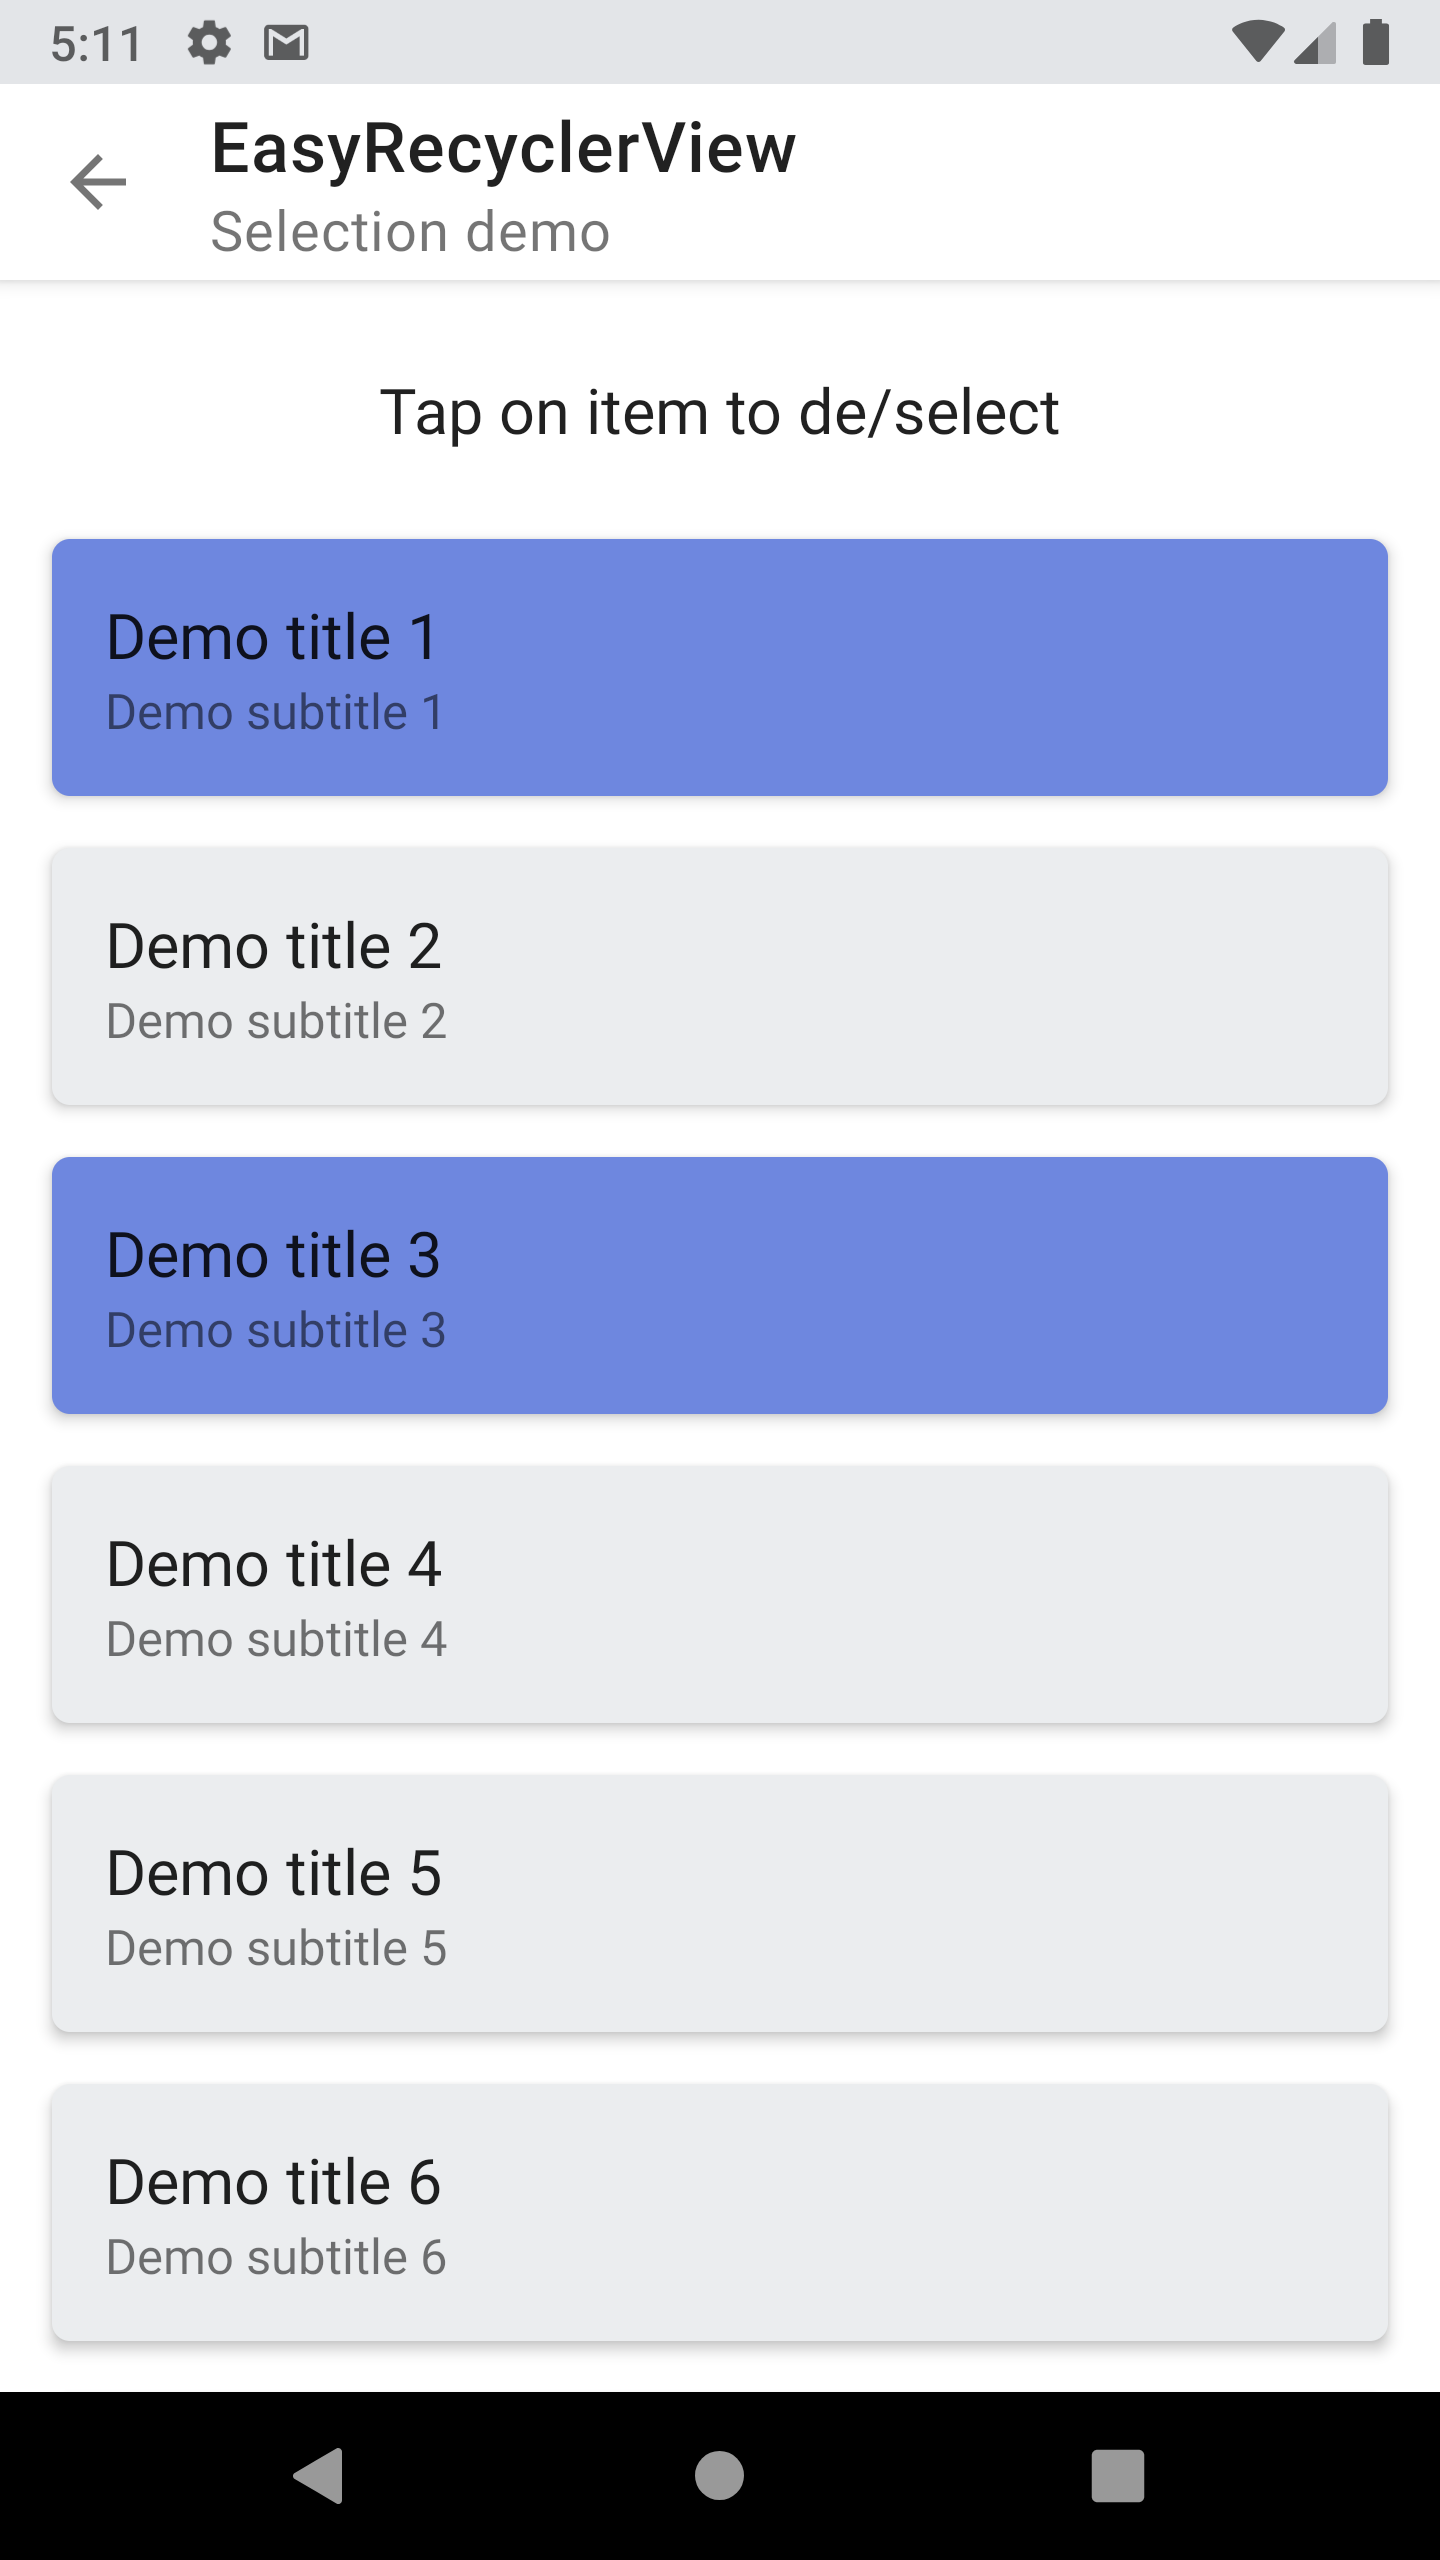 5:11
EasyRecyclerView
Selection demo
Tap on item to de/select
Demo title 1
Demo subtitle 1
Demo title 2
Demo subtitle 2
Demo title 3
Demo subtitle 3
Demo title 4
Demo subtitle 4
Demo title 5
Demo subtitle 5
Demo title 6
Demo subtitle 6